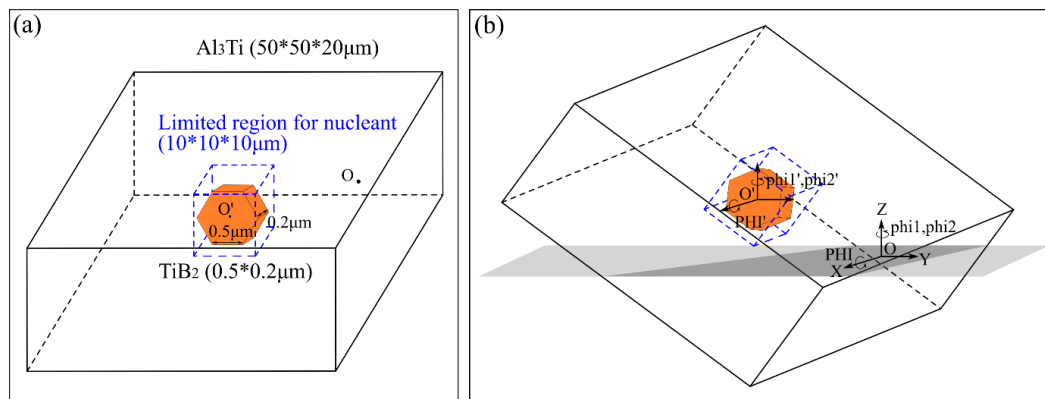 (a)
Al₃Ti (50*50*20μm)
Limited region for nucleant
(10*10*10μm)
O
O'
0.2μm
0.5μm
TiB₂ (0.5*0.2μm)
(b)
O'
phi1',phi2'
PHI'
Z
phi1,phi2
PHI
O
X
Y